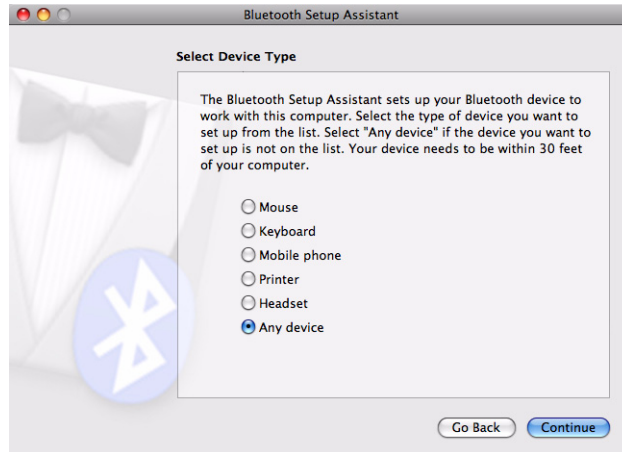 Bluetooth Setup Assistant
Select Device Type
The Bluetooth Setup Assistant sets up your Bluetooth device to
work with this computer. Select the type of device you want to
set up from the list. Select "Any device" if the device you want to
set up is not on the list. Your device needs to be within 30 feet
of your computer.
Mouse
Keyboard
Mobile phone
Printer
Headset
Any device
Go Back
Continue